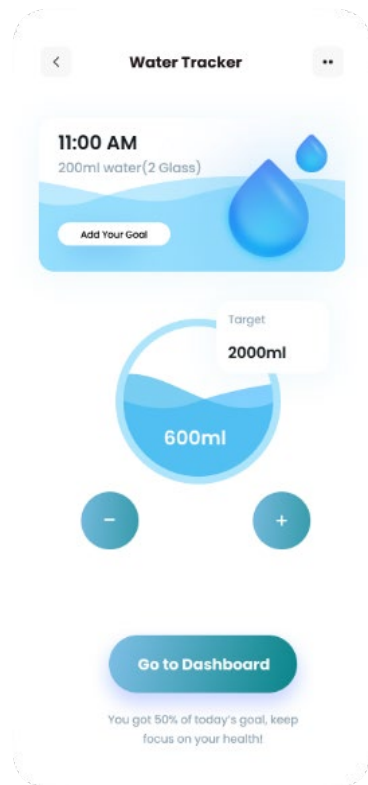 Water Tracker
11:00 AM
200ml water(2 Glass)
Add Your Goal
Target
2000ml
600ml
− +
Go to Dashboard
You got 50% of today's goal, keep
focus on your health!